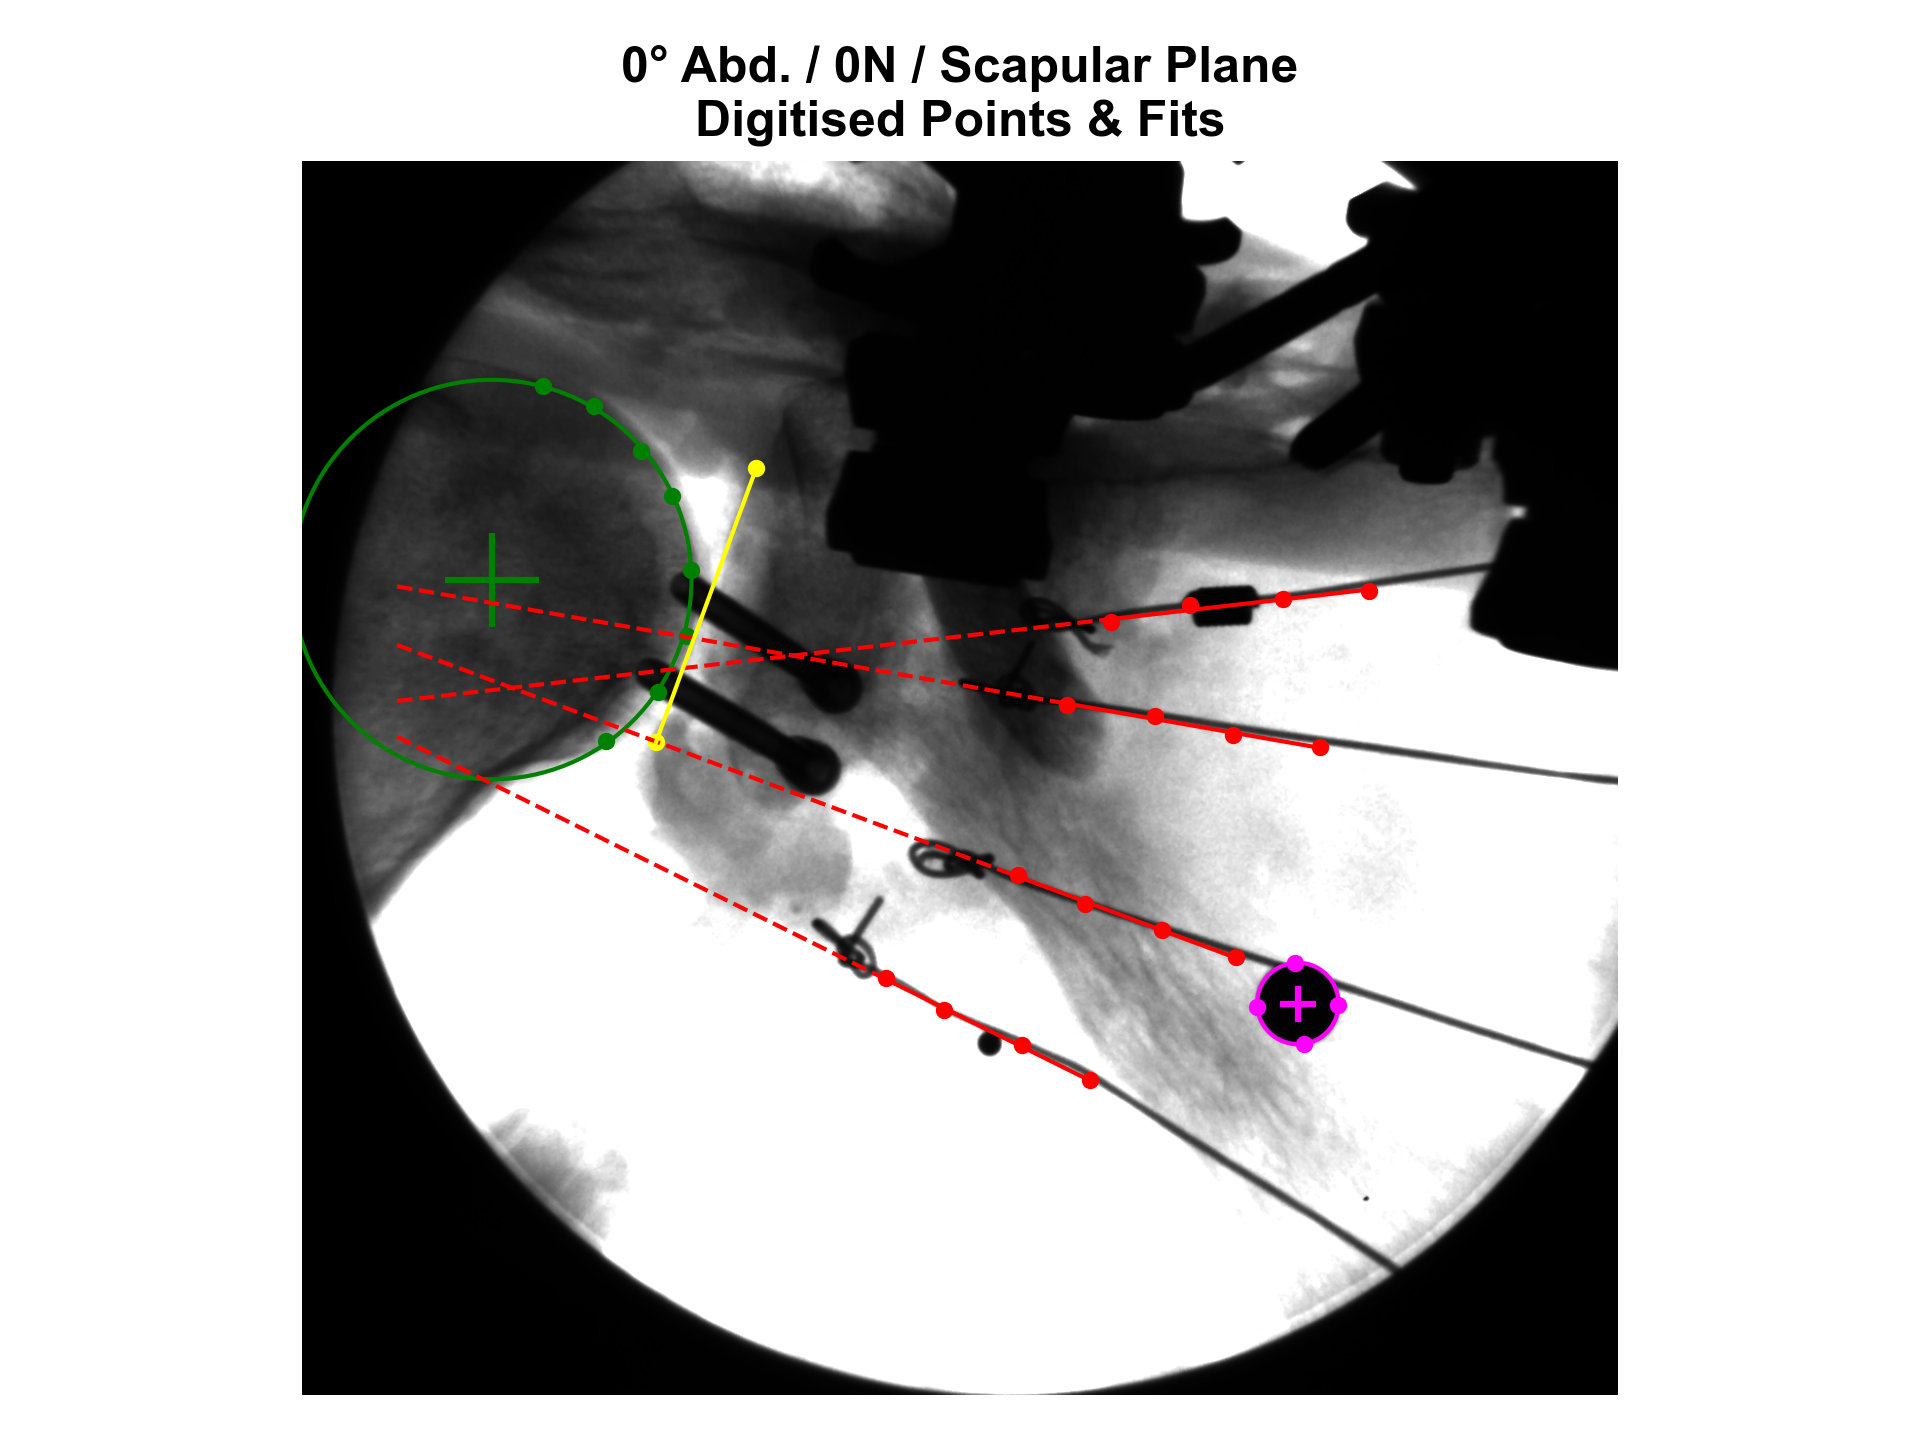 0° Abd. / 0N / Scapular Plane
Digitised Points & Fits